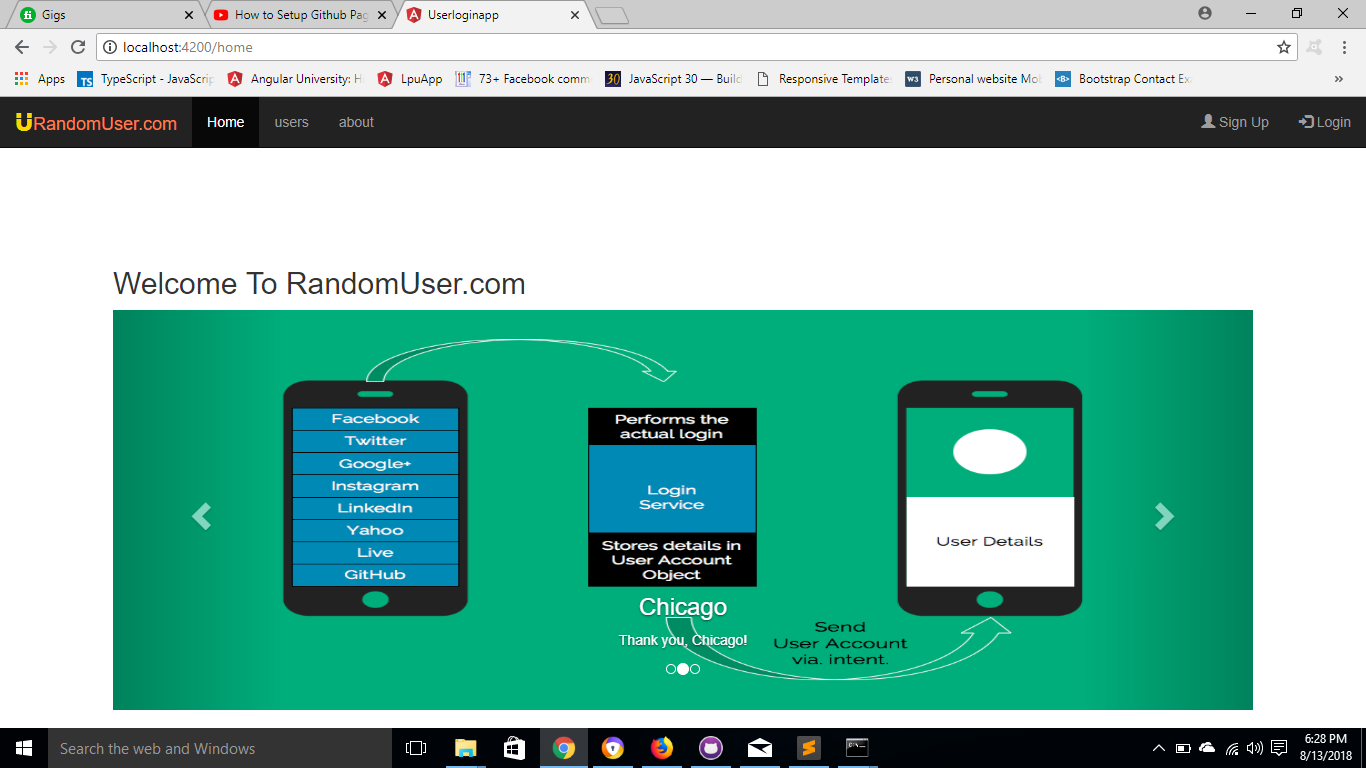 Gigs
How to Setup Github Pag
Userloginapp
localhost:4200/home
Apps
TS
TypeScript - JavaScrip
Angular University: H
LpuApp
73+ Facebook comm
30
JavaScript 30 — Build
Responsive Template
W3
Personal website Mo
<B>
Bootstrap Contact Ex
RandomUser.com
Home
users
about
Sign Up
Login
Welcome To RandomUser.com
Facebook
Twitter
Google+
Instagram
LinkedIn
Yahoo
Live
GitHub
Performs the
actual login
Login
Service
Stores details in
User Account
Object
User Details
Chicago
Thank you, Chicago!
Send
User Account
via. intent.
Search the web and Windows
6:28 PM
8/13/2018